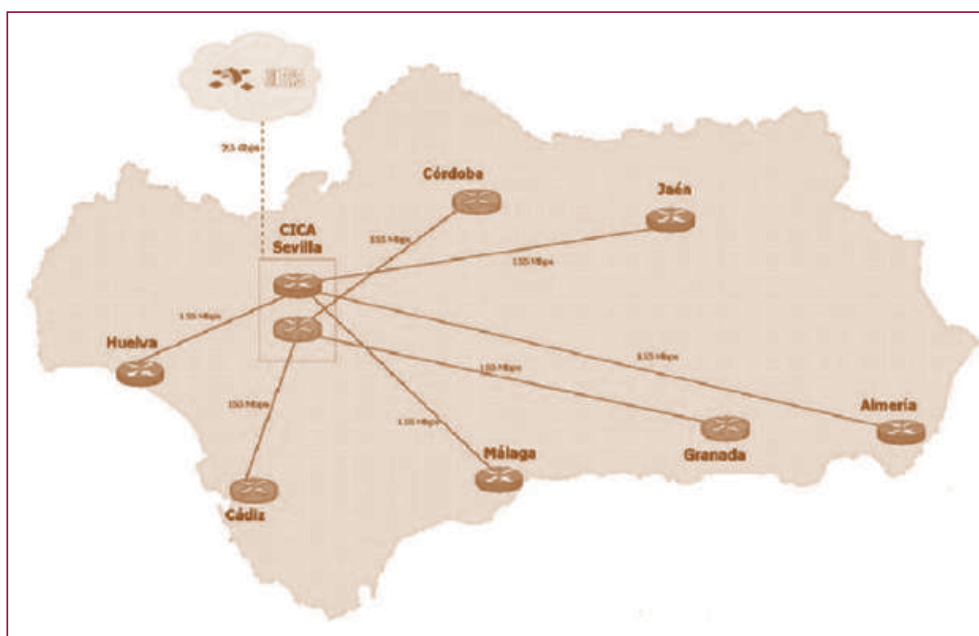 Córdoba
Jaén
CICA
Sevilla
155 Mbps
155 Mbps
155 Mbps
Huelva
155 Mbps
155 Mbps
155 Mbps
155 Mbps
Almería
Málaga
Granada
Cádiz